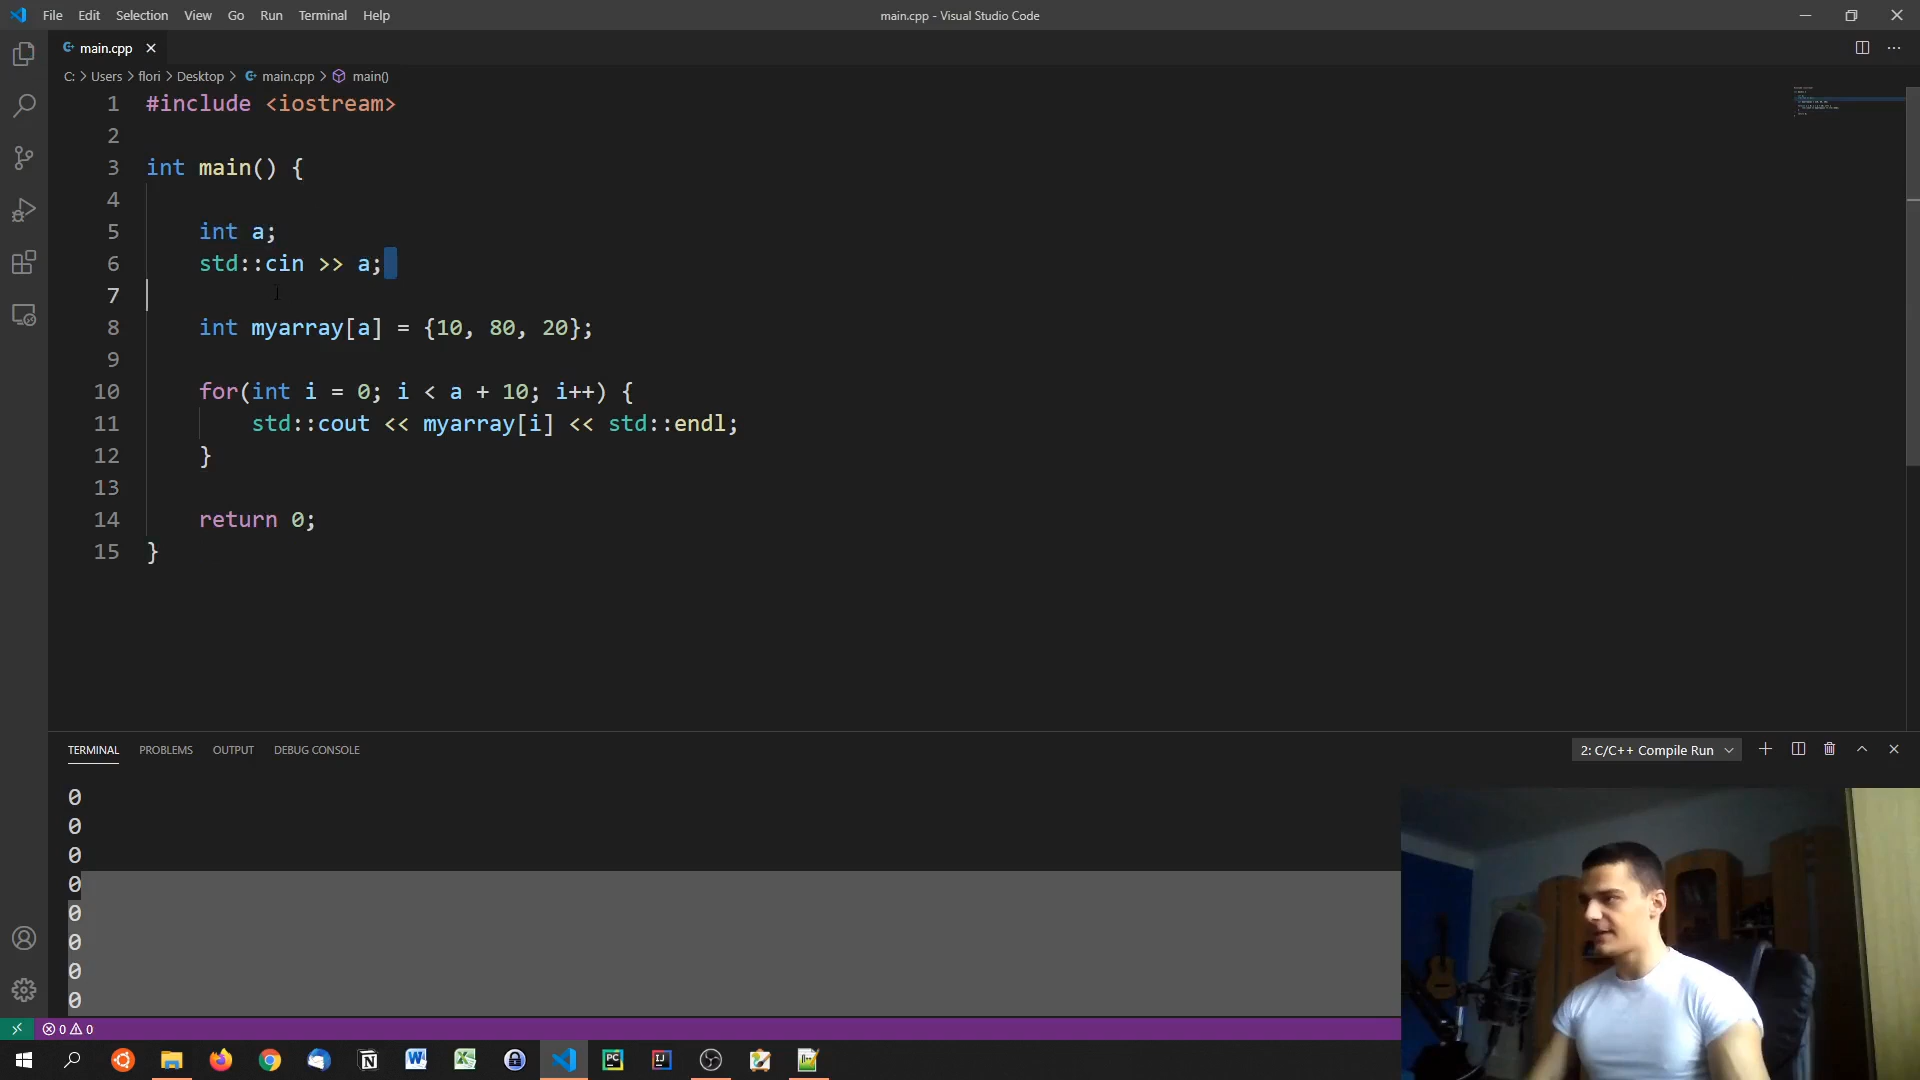 File Edit Selection View Go Run Terminal Help
main.cpp - Visual Studio Code
main.cpp
C: > Users > flori > Desktop > main.cpp > main()
1 #include <iostream>
2
3 int main() {
4
5 int a;
6 std::cin >> a;
7
8 int myarray[a] = {10, 80, 20};
9
10 for(int i = 0; i < a + 10; i++) {
11 std::cout << myarray[i] << std::endl;
12 }
13
14 return 0;
15 }
TERMINAL PROBLEMS OUTPUT DEBUG CONSOLE
2: C/C++ Compile Run
0
0
0
0
0
0
0
0
0 0